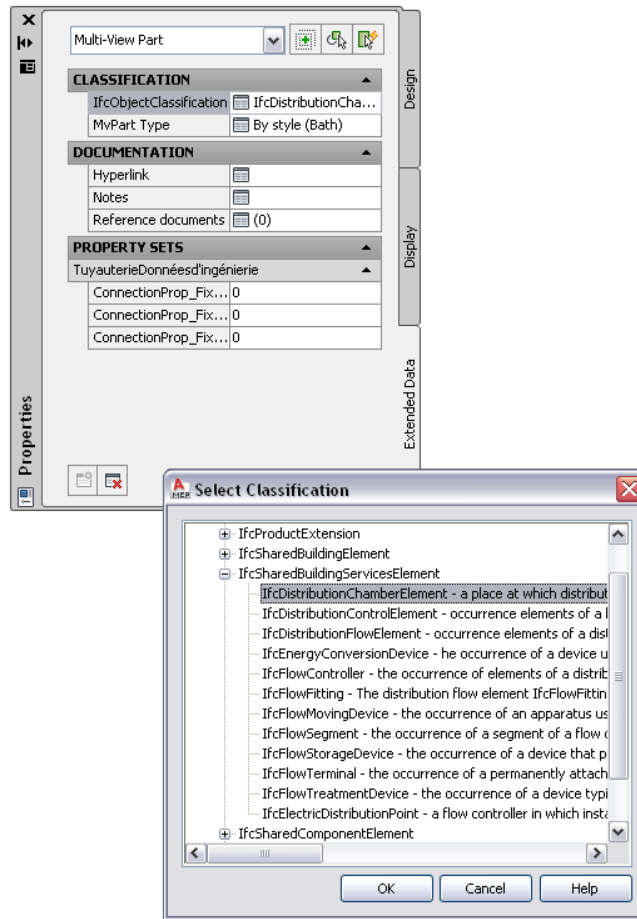 Multi-View Part
CLASSIFICATION
IfcObjectClassification IfcDistributionCha...
MvPart Type By style (Bath)
DOCUMENTATION
Hyperlink
Notes
Reference documents (0)
PROPERTY SETS
TuyauterieDonnéesd'ingénierie
ConnectionProp_Fix... 0
ConnectionProp_Fix... 0
ConnectionProp_Fix... 0
Design
Display
Extended Data
Properties
MEP Select Classification
IfcProductExtension
IfcSharedBuildingElement
IfcSharedBuildingServicesElement
IfcDistributionChamberElement - a place at which distribut
IfcDistributionControlElement - occurrence elements of a
IfcDistributionFlowElement - occurrence elements of a dist
IfcEnergyConversionDevice - he occurrence of a device u
IfcFlowController - the occurrence of elements of a distrib
IfcFlowFitting - The distribution flow element IfcFlowFittin
IfcFlowMovingDevice - the occurrence of an apparatus us
IfcFlowSegment - the occurrence of a segment of a flow
IfcFlowStorageDevice - the occurrence of a device that p
IfcFlowTerminal - the occurrence of a permanently attach
IfcFlowTreatmentDevice - the occurrence of a device typi
IfcElectricDistributionPoint - a flow controller in which insta
IfcSharedComponentElement
OK Cancel Help